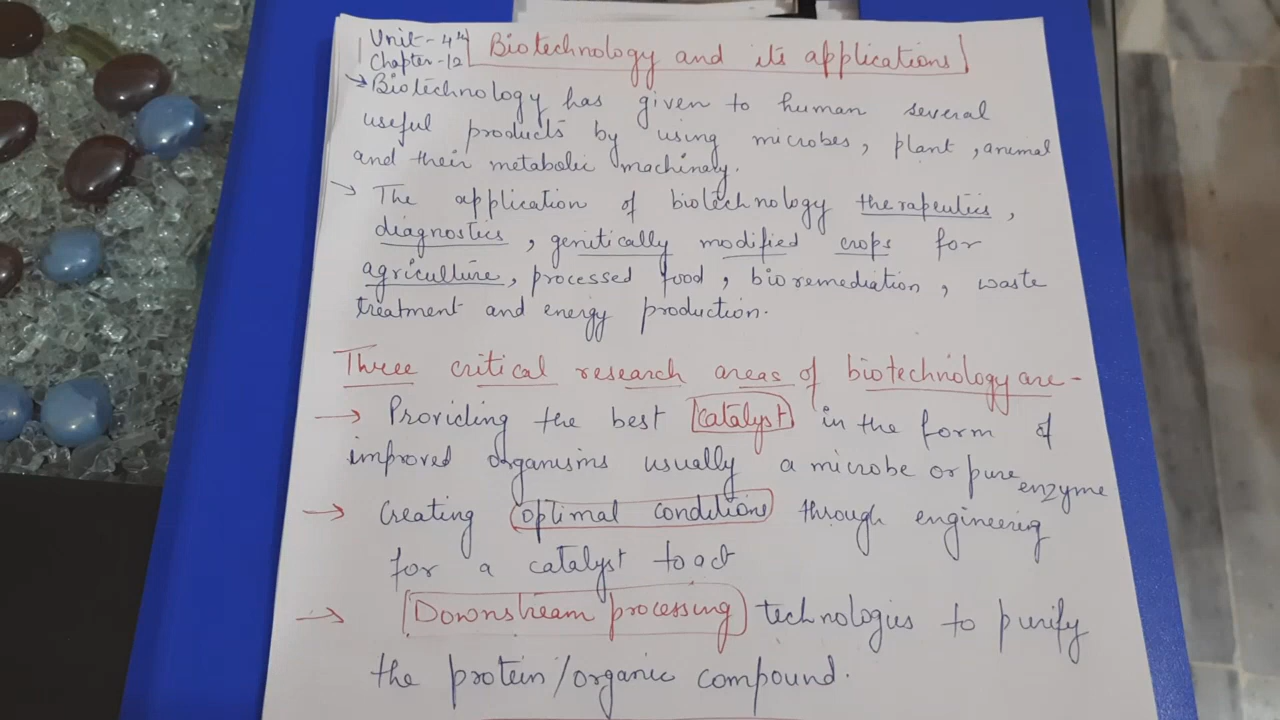 Unit-4th
Chapter-12
Biotechnology and its applications
→ Biotechnology has given to human several
useful products by using microbes, plant, animal
and their metabolic machinery.
→ The application of biotechnology therapeutics,
diagnostics, genitically modified crops for
agriculture, processed food, bioremediation, waste
treatment and energy production.
Three critical research areas of biotechnology are-
→ Providing the best catalyst in the form of
improved organisms usually a microbe or pure enzyme
→ Creating optimal conditions through engineering
for a catalyst to act
→ Downstream processing technologies to purify
the protein/organic compound.